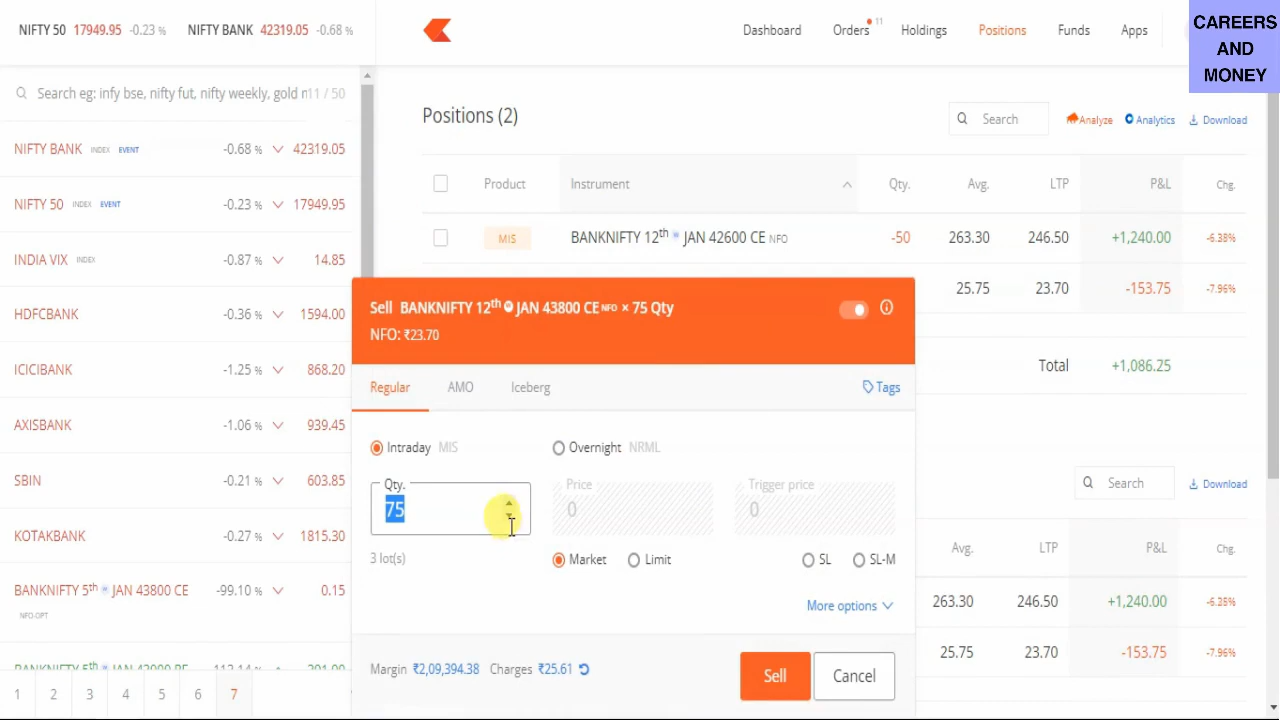 NIFTY 50 17949.95 -0.23 % NIFTY BANK 42319.05 -0.68 %
Dashboard Orders 11 Holdings Positions Funds Apps
CAREERS
AND
MONEY
Search eg: infy bse, nifty fut, nifty weekly, gold m 11 / 50
NIFTY BANK INDEX EVENT -0.68 % 42319.05
NIFTY 50 INDEX EVENT -0.23 % 17949.95
INDIA VIX INDEX -0.87 % 14.85
HDFCBANK -0.36 % 1594.00
ICICIBANK -1.25 % 868.20
AXISBANK -1.06 % 939.45
SBIN -0.21 % 603.85
KOTAKBANK -0.27 % 1815.30
BANKNIFTY 5th w JAN 43800 CE -99.10 % 0.15
NFO-OPT
1 2 3 4 5 6 7
Positions (2)
Search Analyze Analytics Download
Product Instrument Qty. Avg. LTP P&L Chg.
MIS BANKNIFTY 12th w JAN 42600 CE NFO -50 263.30 246.50 +1,240.00 -6.38%
25.75 23.70 -153.75 -7.96%
Total +1,086.25
Sell BANKNIFTY 12th w JAN 43800 CE NFO × 75 Qty
NFO: ₹23.70
Regular AMO Iceberg Tags
Intraday MIS Overnight NRML
Qty. Price Trigger price
75 0 0
3 lot(s) Market Limit SL SL-M
More options
Margin ₹2,09,394.38 Charges ₹25.61 Sell Cancel
Search Download
Avg. LTP P&L Chg.
263.30 246.50 +1,240.00 -6.25%
25.75 23.70 -153.75 -7.96%